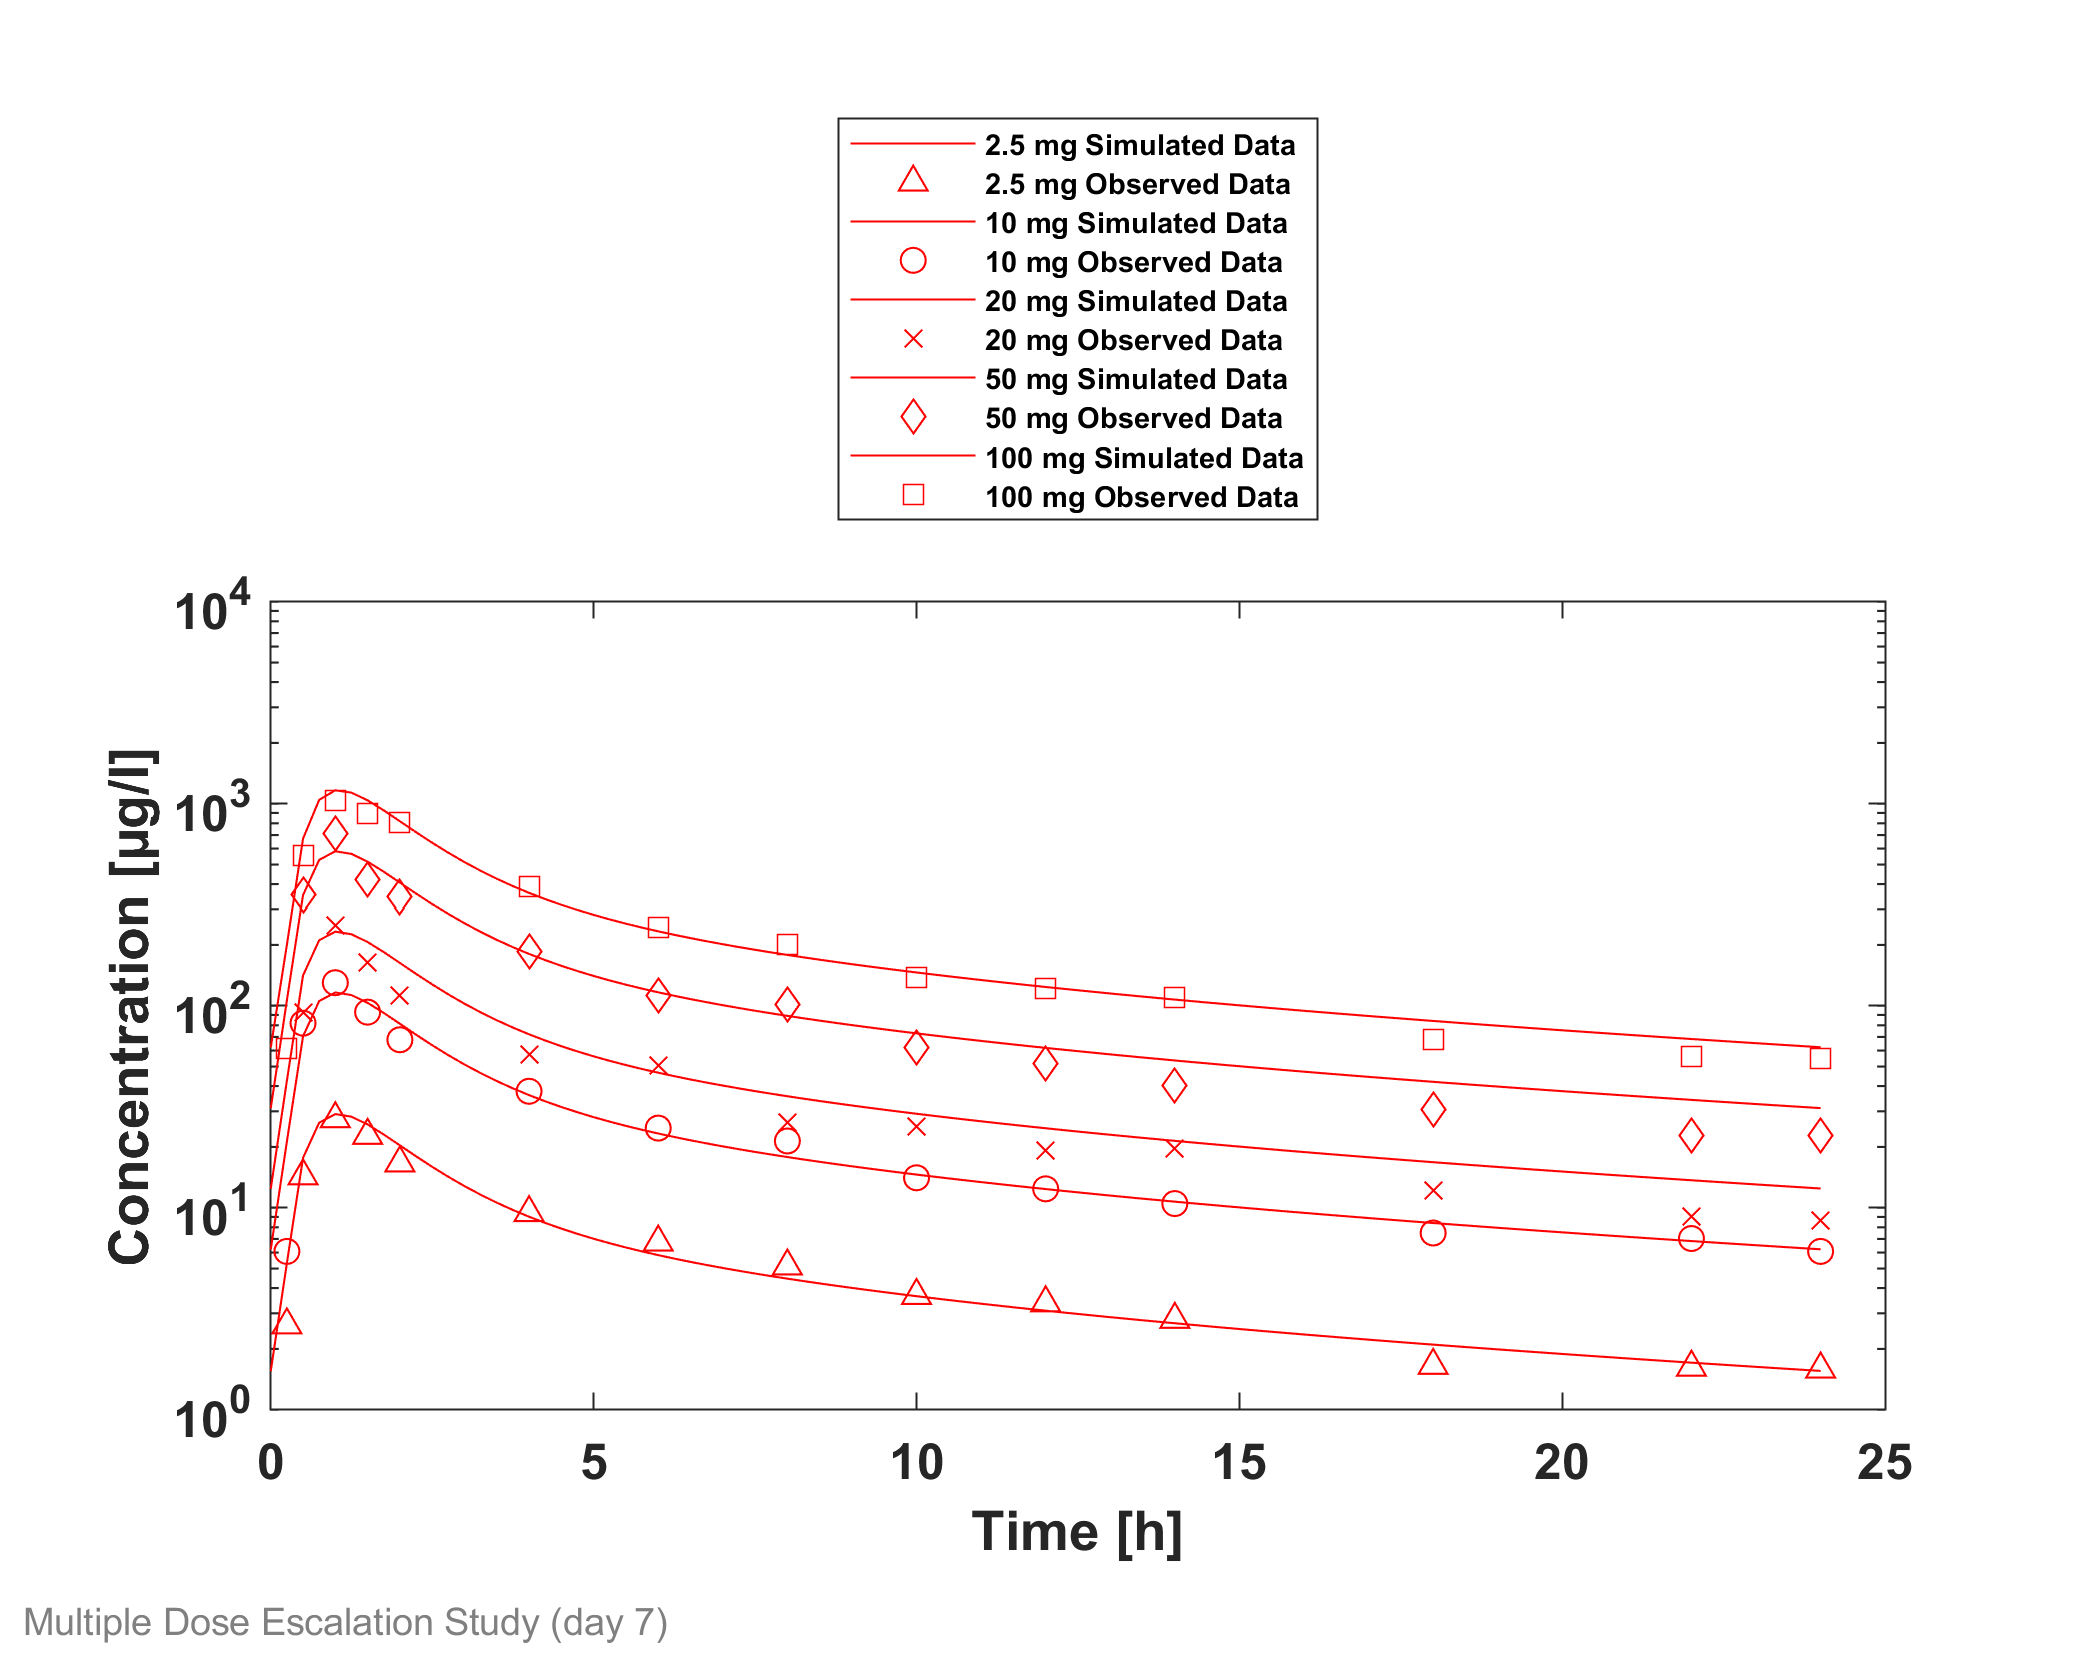 2.5 mg Simulated Data
2.5 mg Observed Data
10 mg Simulated Data
10 mg Observed Data
20 mg Simulated Data
20 mg Observed Data
50 mg Simulated Data
50 mg Observed Data
100 mg Simulated Data
100 mg Observed Data
10^4
10^3
10^2
10^1
10^0
Concentration [µg/l]
0 5 10 15 20 25
Time [h]
Multiple Dose Escalation Study (day 7)